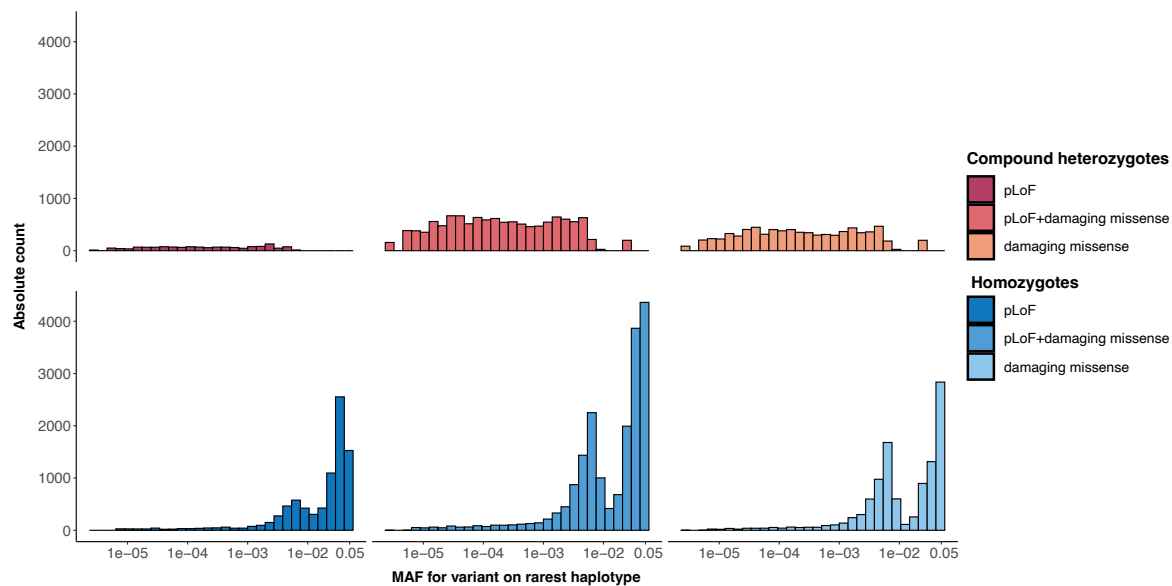 4000
3000
2000
1000
0
Absolute count
4000
3000
2000
1000
0
1e−05 1e−04 1e−03 1e−02 0.05
1e−05 1e−04 1e−03 1e−02 0.05
1e−05 1e−04 1e−03 1e−02 0.05
MAF for variant on rarest haplotype
Compound heterozygotes
pLoF
pLoF+damaging missense
damaging missense
Homozygotes
pLoF
pLoF+damaging missense
damaging missense